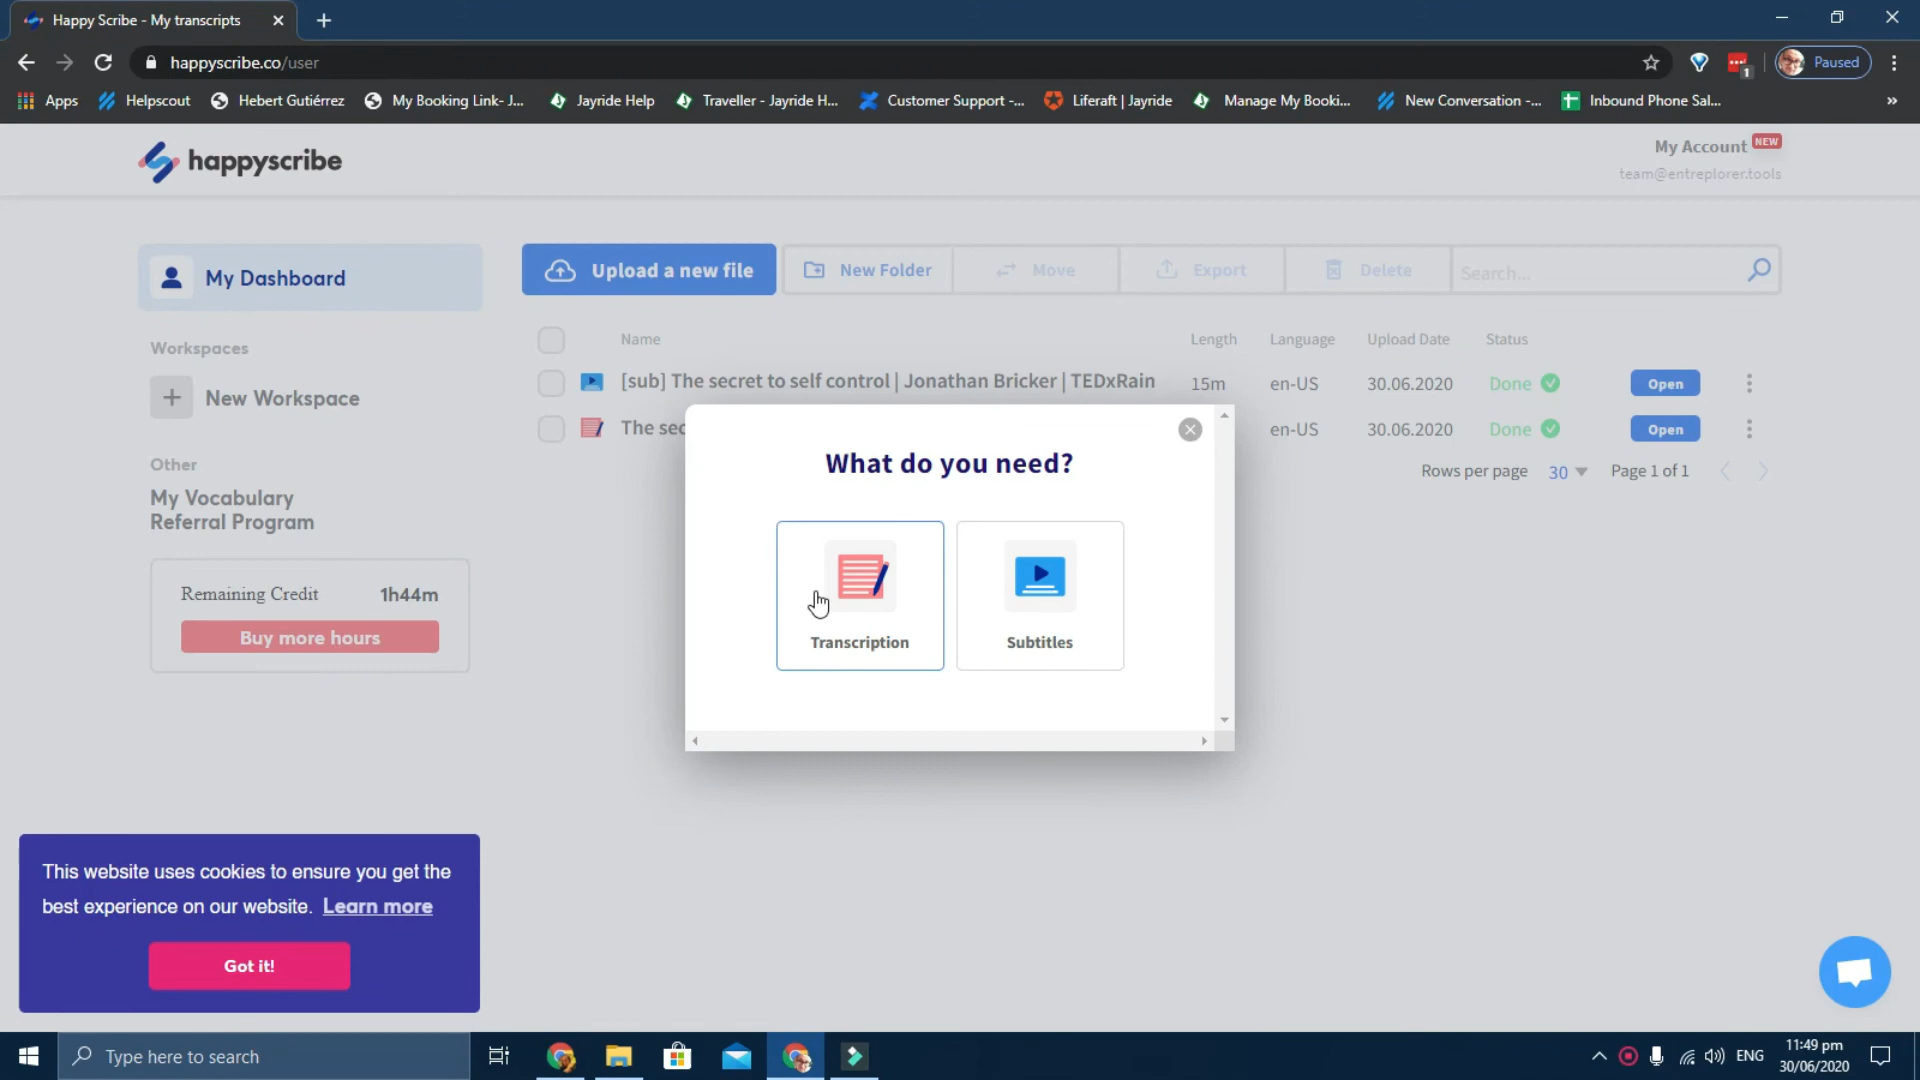 Happy Scribe - My transcripts
happyscribe.co/user
Paused
1
Apps
Helpscout
Hebert Gutiérrez
My Booking Link- J...
Jayride Help
Traveller - Jayride H...
Customer Support -...
Liferaft | Jayride
Manage My Booki...
New Conversation -...
Inbound Phone Sal...
»
happyscribe
My Account NEW
team@entreplorer.tools
My Dashboard
Workspaces
New Workspace
Other
My Vocabulary
Referral Program
Remaining Credit 1h44m
Buy more hours
Upload a new file
New Folder
Move
Export
Delete
Search...
Name Length Language Upload Date Status
[sub] The secret to self control | Jonathan Bricker | TEDxRain 15m en-US 30.06.2020 Done Open
The sec en-US 30.06.2020 Done Open
Rows per page 30 Page 1 of 1
What do you need?
Transcription
Subtitles
This website uses cookies to ensure you get the
best experience on our website. Learn more
Got it!
Type here to search
ENG
11:49 pm
30/06/2020